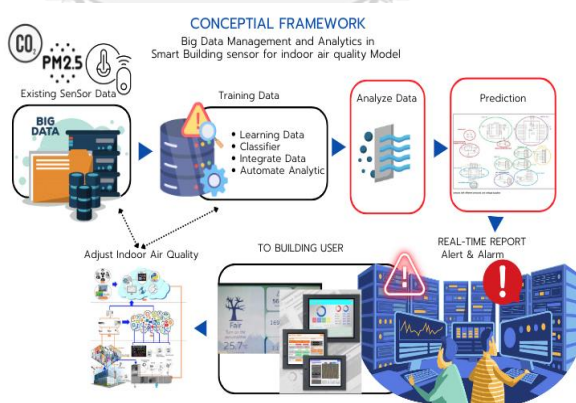 CONCEPTIAL FRAMEWORK
Big Data Management and Analytics in
Smart Building sensor for indoor air quality Model
CO₂
PM2.5
Existing SenSor Data
BIG
DATA
Training Data
Learning Data
Classifier
Integrate Data
Automate Analytic
Analyze Data
Prediction
Adjust Indoor Air Quality
TO BUILDING USER
Fair
25.7
REAL-TIME REPORT
Alert & Alarm